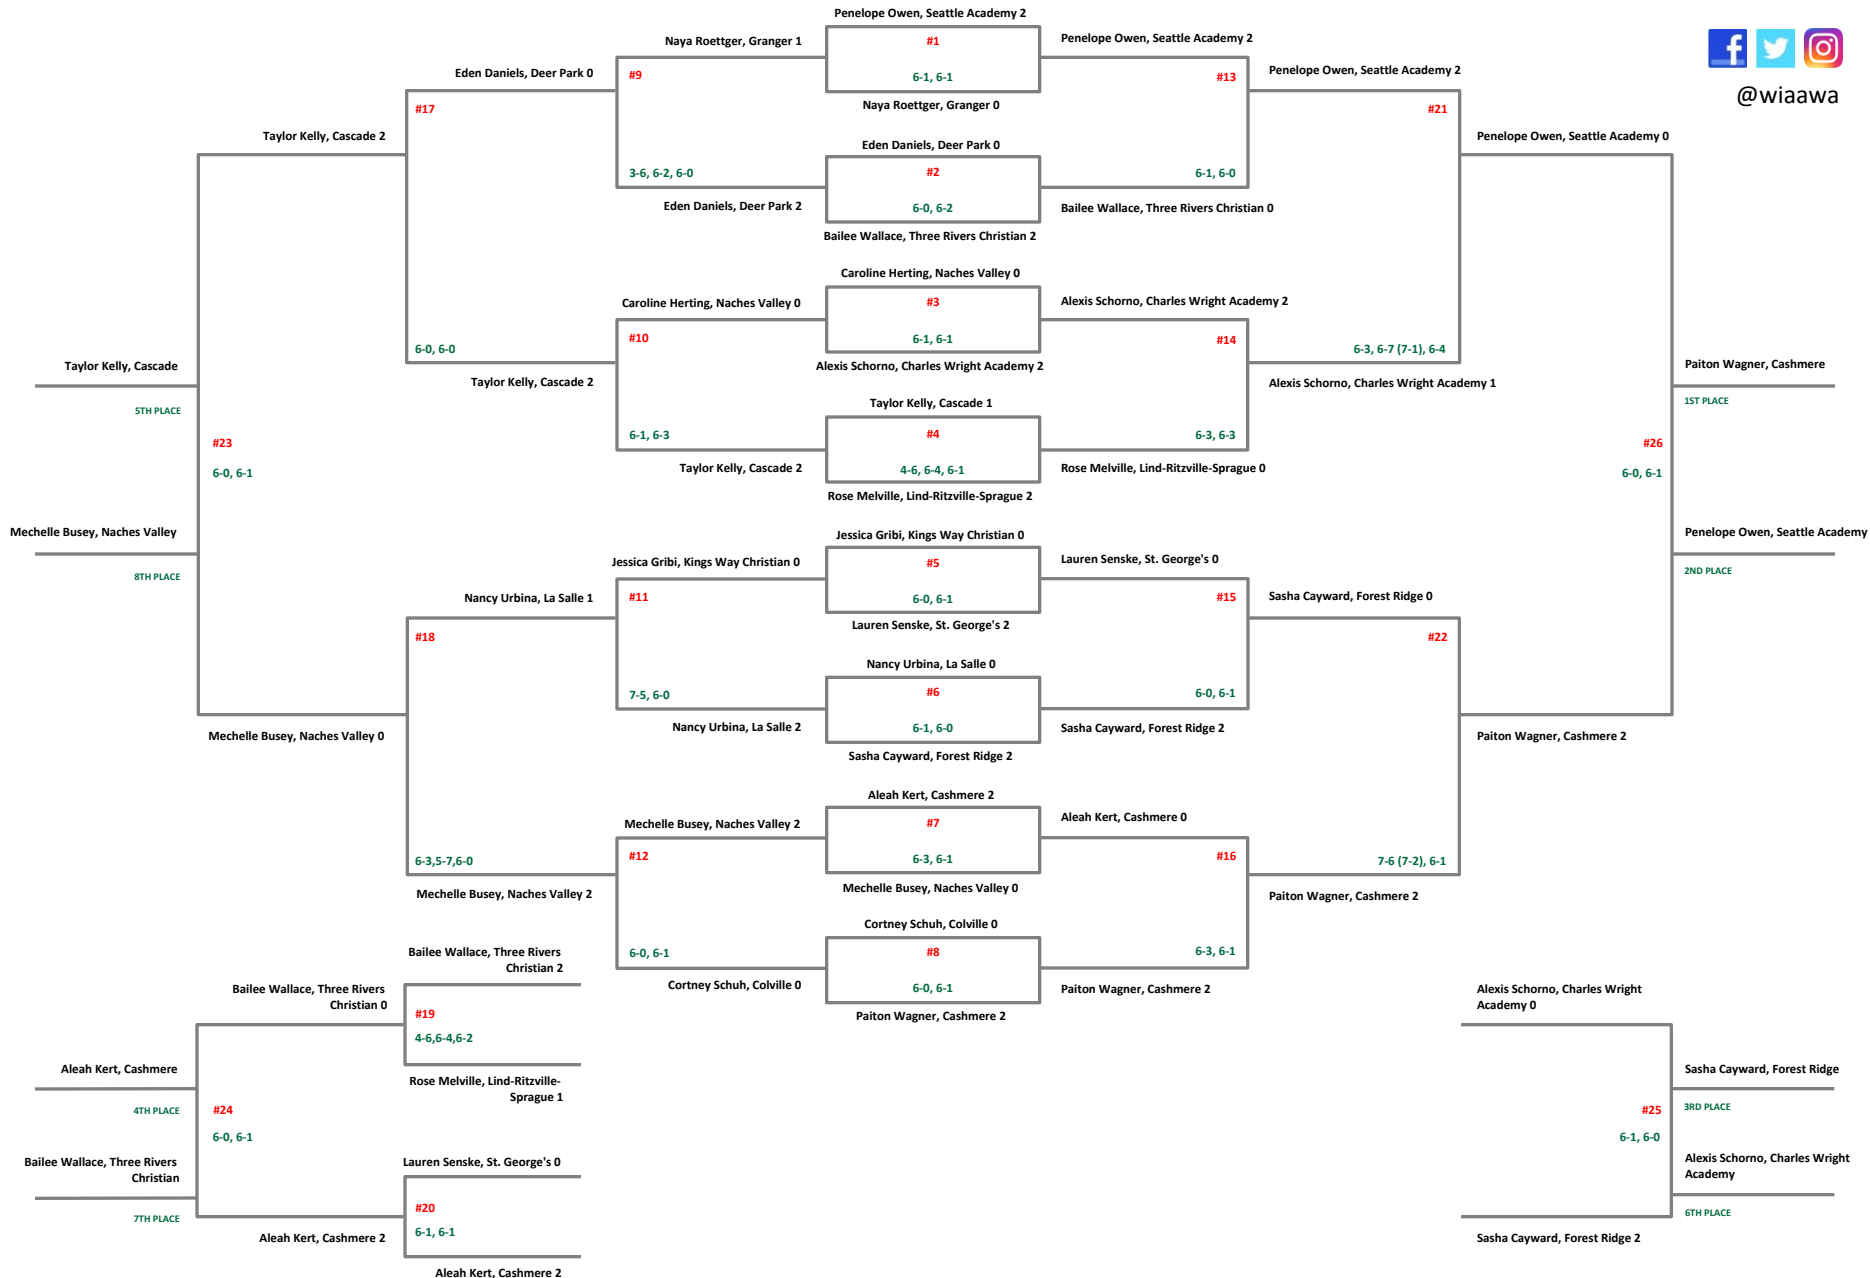 Penelope Owen, Seattle Academy 2
Naya Roettger, Granger 1
#1
Penelope Owen, Seattle Academy 2
Eden Daniels, Deer Park 0
#9
6-1, 6-1
#13
Penelope Owen, Seattle Academy 2
@wiaawa
#17
Naya Roettger, Granger 0
#21
Taylor Kelly, Cascade 2
Eden Daniels, Deer Park 0
Penelope Owen, Seattle Academy 0
3-6, 6-2, 6-0
#2
6-1, 6-0
Eden Daniels, Deer Park 2
6-0, 6-2
Bailee Wallace, Three Rivers Christian 0
Bailee Wallace, Three Rivers Christian 2
Caroline Herting, Naches Valley 0
Caroline Herting, Naches Valley 0
#3
Alexis Schorno, Charles Wright Academy 2
#10
6-1, 6-1
#14
6-0, 6-0
6-3, 6-7 (7-1), 6-4
Taylor Kelly, Cascade
Alexis Schorno, Charles Wright Academy 2
Paiton Wagner, Cashmere
Taylor Kelly, Cascade 2
Alexis Schorno, Charles Wright Academy 1
5TH PLACE
Taylor Kelly, Cascade 1
1ST PLACE
#23
6-1, 6-3
#4
6-3, 6-3
#26
6-0, 6-1
Taylor Kelly, Cascade 2
4-6, 6-4, 6-1
Rose Melville, Lind-Ritzville-Sprague 0
6-0, 6-1
Rose Melville, Lind-Ritzville-Sprague 2
Mechelle Busey, Naches Valley
Jessica Gribi, Kings Way Christian 0
Penelope Owen, Seattle Academy
Jessica Gribi, Kings Way Christian 0
#5
Lauren Senske, St. George's 0
8TH PLACE
2ND PLACE
Nancy Urbina, La Salle 1
#11
6-0, 6-1
#15
Sasha Cayward, Forest Ridge 0
#18
Lauren Senske, St. George's 2
#22
Nancy Urbina, La Salle 0
7-5, 6-0
#6
6-0, 6-1
Nancy Urbina, La Salle 2
6-1, 6-0
Sasha Cayward, Forest Ridge 2
Mechelle Busey, Naches Valley 0
Sasha Cayward, Forest Ridge 2
Paiton Wagner, Cashmere 2
Aleah Kert, Cashmere 2
Mechelle Busey, Naches Valley 2
#7
Aleah Kert, Cashmere 0
6-3,5-7,6-0
#12
6-3, 6-1
#16
7-6 (7-2), 6-1
Mechelle Busey, Naches Valley 2
Mechelle Busey, Naches Valley 0
Paiton Wagner, Cashmere 2
Cortney Schuh, Colville 0
Bailee Wallace, Three Rivers
Christian 2
6-0, 6-1
#8
6-3, 6-1
Bailee Wallace, Three Rivers
Christian 0
Cortney Schuh, Colville 0
6-0, 6-1
Paiton Wagner, Cashmere 2
Alexis Schorno, Charles Wright
Academy 0
#19
Paiton Wagner, Cashmere 2
4-6,6-4,6-2
Aleah Kert, Cashmere
Rose Melville, Lind-Ritzville-
Sprague 1
Sasha Cayward, Forest Ridge
4TH PLACE
#24
#25
3RD PLACE
6-0, 6-1
6-1, 6-0
Bailee Wallace, Three Rivers
Christian
Lauren Senske, St. George's 0
Alexis Schorno, Charles Wright
Academy
7TH PLACE
#20
6TH PLACE
Aleah Kert, Cashmere 2
6-1, 6-1
Sasha Cayward, Forest Ridge 2
Aleah Kert, Cashmere 2